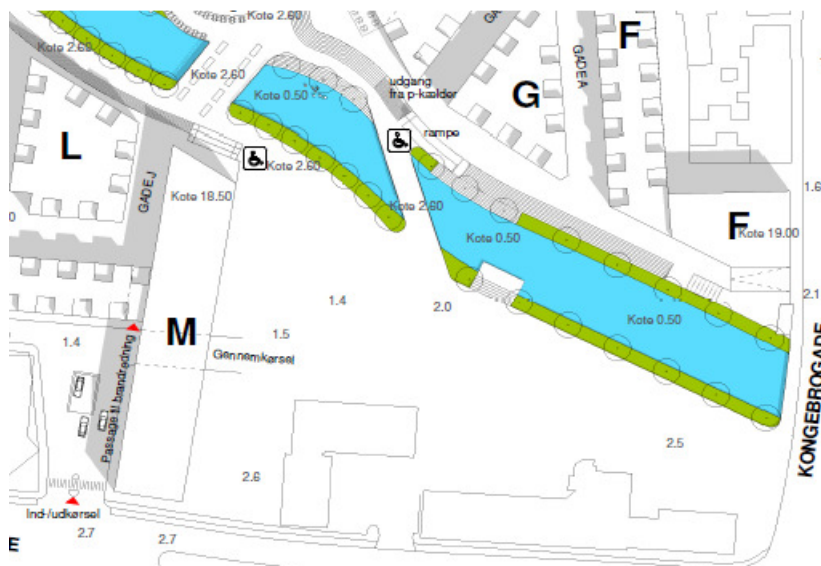 Kote 2.60
Kote 2.60
F
GADE A
Kote 2.60
udgang
fra p-kælder
G
Kote 0.50
L
rampe
Kote 2.60
Kote 18.50
GADE J
1.6
Kote 2.60
F
Kote 19.00
Kote 0.50
2.1
1.4
2.0
Kote 0.50
M
1.5
1.4
Gennemkørsel
Passage til brandredning
KONGEBROGADE
2.5
2.6
Ind-/udkørsel
2.7
2.7
E